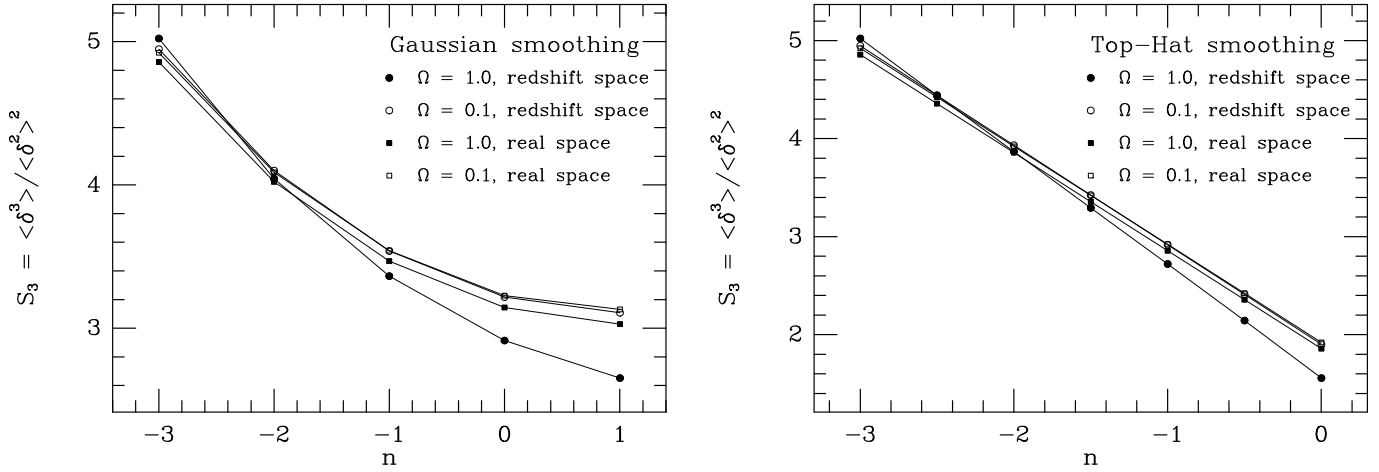 Gaussian smoothing
Ω = 1.0, redshift space
Ω = 0.1, redshift space
Ω = 1.0, real space
Ω = 0.1, real space
S₃ = <δ³>/<δ²>²
5
4
3
−3 −2 −1 0 1
n
Top−Hat smoothing
Ω = 1.0, redshift space
Ω = 0.1, redshift space
Ω = 1.0, real space
Ω = 0.1, real space
S₃ = <δ³>/<δ²>²
5
4
3
2
−3 −2 −1 0
n